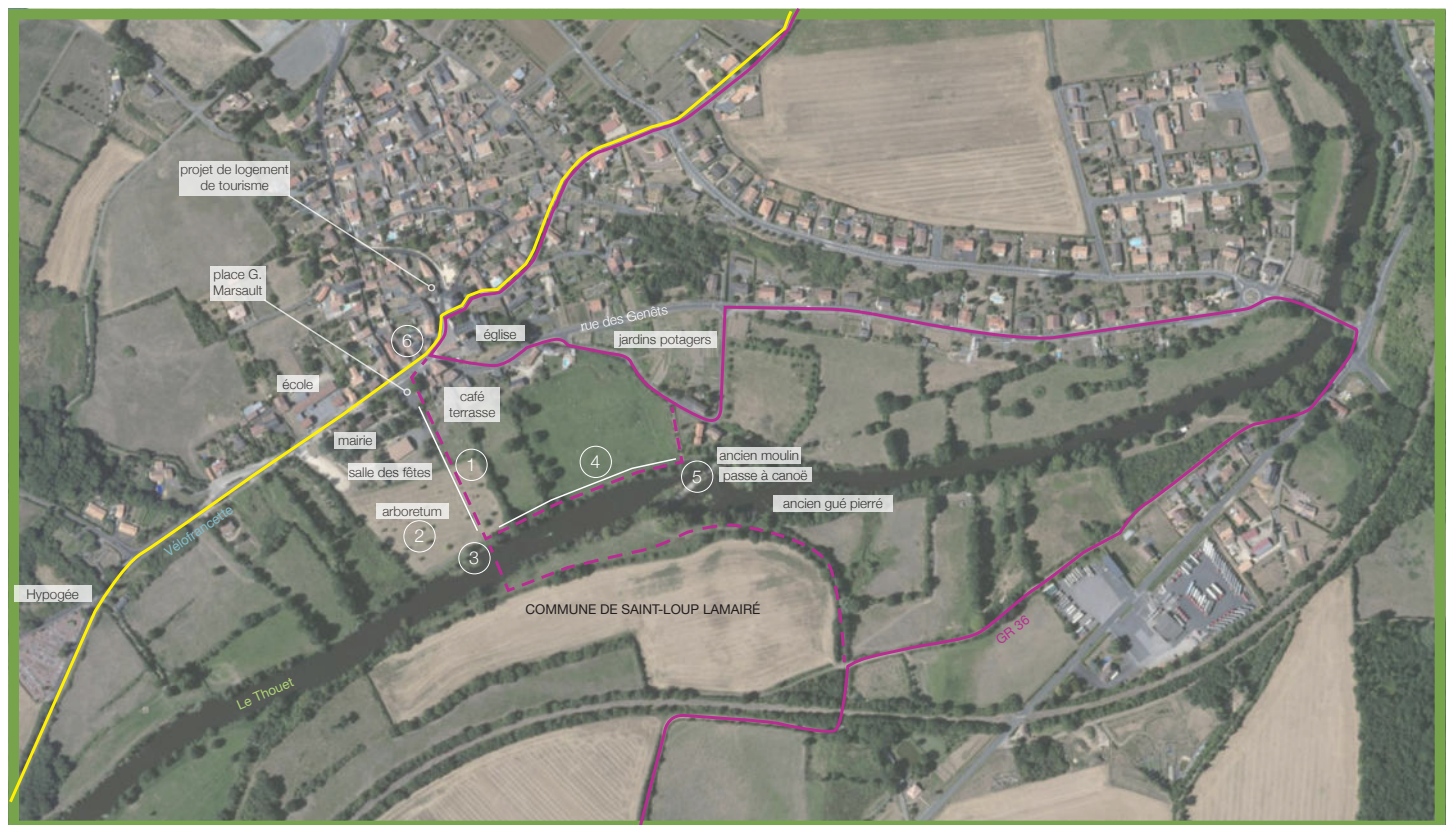 projet de logement
de tourisme
place G.
Marsault
6
église
rue des Genêts
jardins potagers
école
café
terrasse
mairie
salle des fêtes
1
4
ancien moulin
5
passe à canoë
ancien gué pierré
arboretum
2
3
Vélofrancette
Hypogée
COMMUNE DE SAINT-LOUP LAMAIRÉ
GR 36
Le Thouet